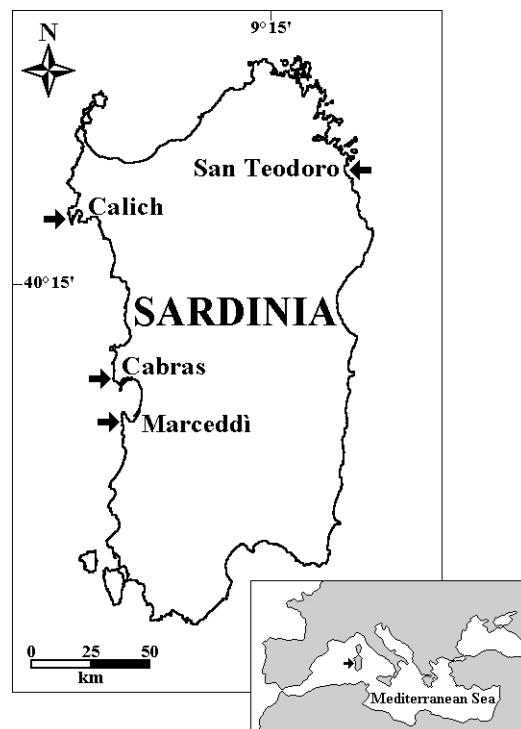 9°15'
N
San Teodoro
Calich
40°15'
SARDINIA
Cabras
Marceddì
0 25 50
km
Mediterranean Sea